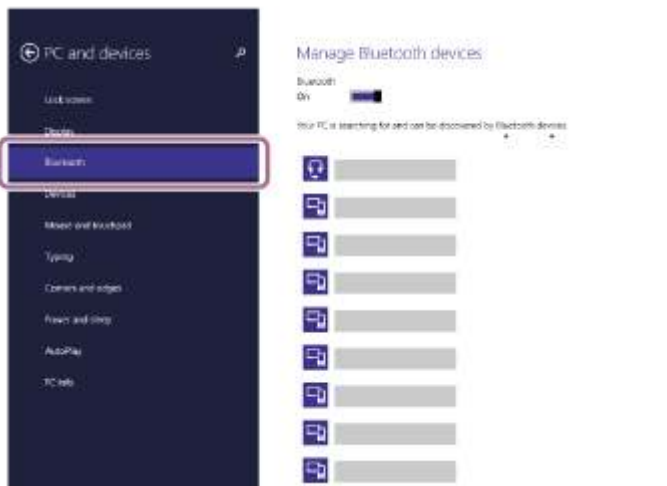 PC and devices
Lock screen
Display
Bluetooth
Devices
Mouse and touchpad
Typing
Corners and edges
Power and sleep
AutoPlay
PC info
Manage Bluetooth devices
Bluetooth
On
Your PC is searching for and can be discovered by Bluetooth devices